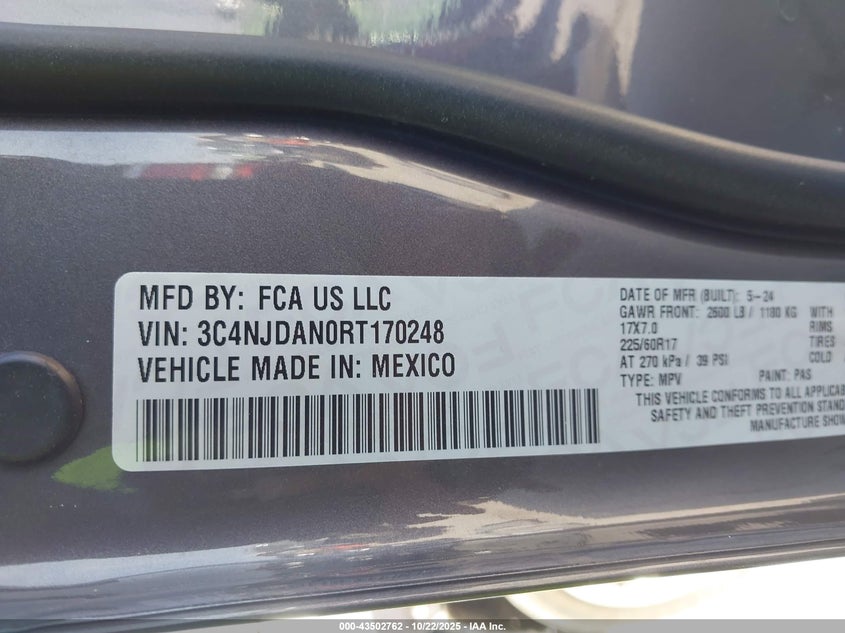 MFD BY: FCA US LLC
VIN: 3C4NJDAN0RT170248
VEHICLE MADE IN: MEXICO
DATE OF MFR (BUILT): 5-24
GAWR FRONT: 2600 LB / 1180 KG WITH
17X7.0 RIMS
225/60R17 TIRES
AT 270 kPa / 39 PSI COLD
TYPE: MPV PAINT: PAS
THIS VEHICLE CONFORMS TO ALL APPLICAB
SAFETY AND THEFT PREVENTION STAND
MANUFACTURE SHOW
000-43502762 - 10/22/2025 - IAA Inc.